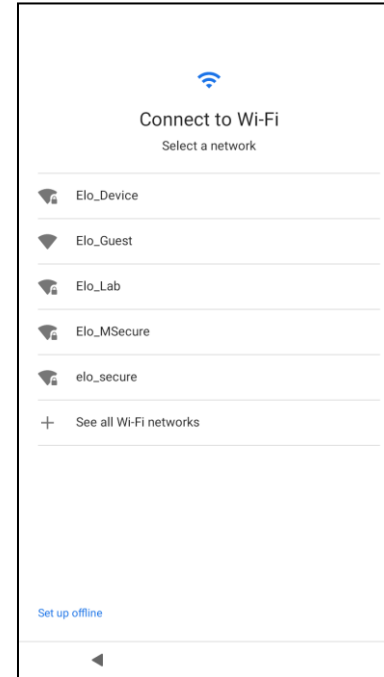 Connect to Wi-Fi
Select a network
Elo_Device
Elo_Guest
Elo_Lab
Elo_MSecure
elo_secure
See all Wi-Fi networks
Set up offline